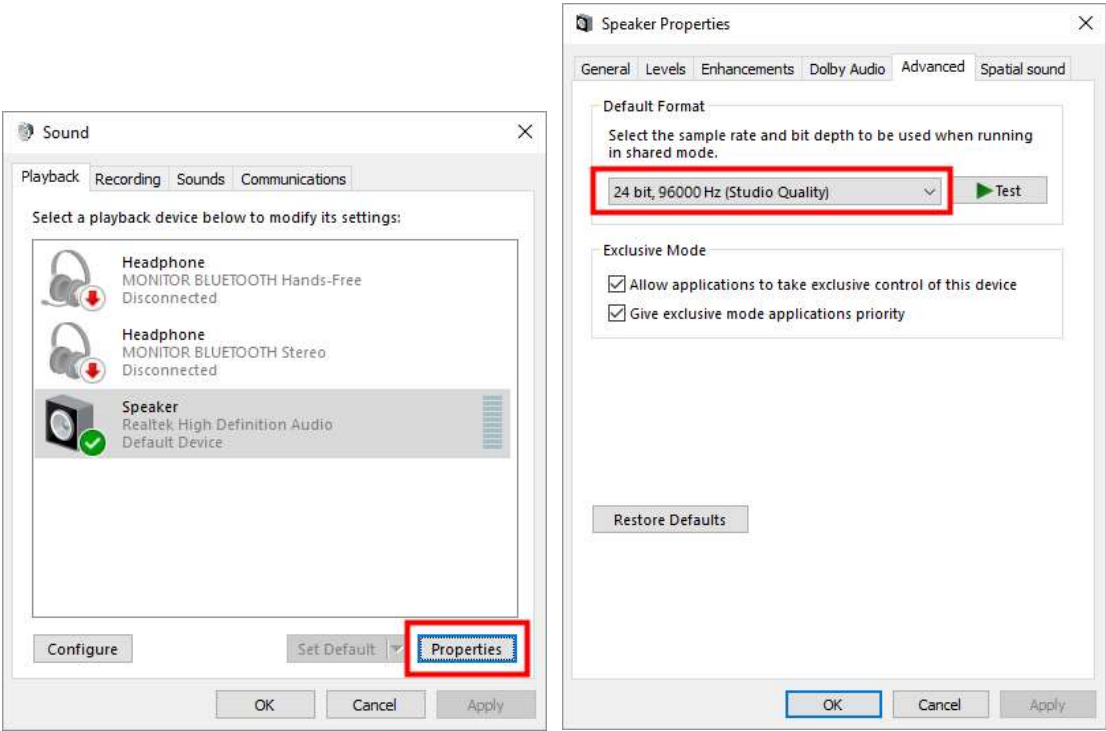 Sound
Playback Recording Sounds Communications
Select a playback device below to modify its settings:
Headphone
MONITOR BLUETOOTH Hands-Free
Disconnected
Headphone
MONITOR BLUETOOTH Stereo
Disconnected
Speaker
Realtek High Definition Audio
Default Device
Configure Set Default Properties
OK Cancel Apply
Speaker Properties
General Levels Enhancements Dolby Audio Advanced Spatial sound
Default Format
Select the sample rate and bit depth to be used when running
in shared mode.
24 bit, 96000 Hz (Studio Quality) Test
Exclusive Mode
Allow applications to take exclusive control of this device
Give exclusive mode applications priority
Restore Defaults
OK Cancel Apply